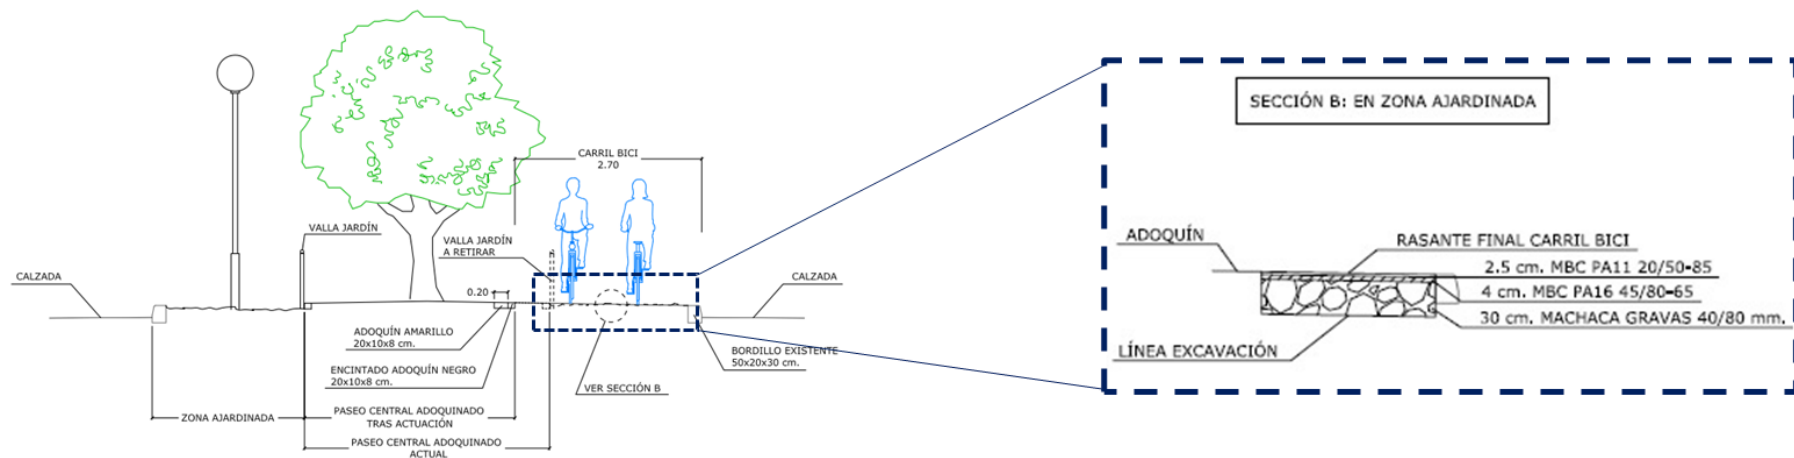 CARRIL BICI
2.70
VALLA JARDÍN
VALLA JARDÍN
A RETIRAR
CALZADA
CALZADA
0.20
ADOQUÍN AMARILLO
20x10x8 cm.
ENCINTADO ADOQUÍN NEGRO
20x10x8 cm.
BORDILLO EXISTENTE
50x20x30 cm.
VER SECCIÓN B
ZONA AJARDINADA
PASEO CENTRAL ADOQUINADO
TRAS ACTUACIÓN
PASEO CENTRAL ADOQUINADO
ACTUAL
SECCIÓN B: EN ZONA AJARDINADA
ADOQUÍN
RASANTE FINAL CARRIL BICI
2.5 cm. MBC PA11 20/50-85
4 cm. MBC PA16 45/80-65
30 cm. MACHACA GRAVAS 40/80 mm.
LÍNEA EXCAVACIÓN